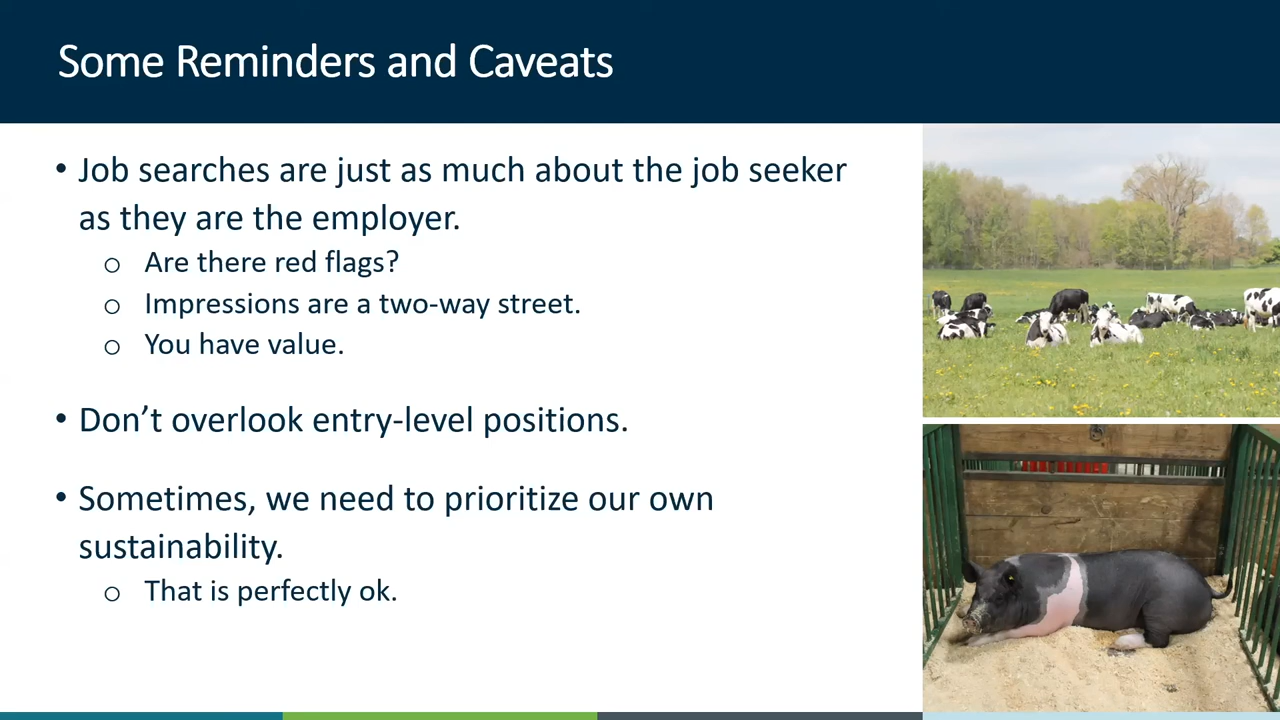 Some Reminders and Caveats
• Job searches are just as much about the job seeker
as they are the employer.
o Are there red flags?
o Impressions are a two-way street.
o You have value.
• Don’t overlook entry-level positions.
• Sometimes, we need to prioritize our own
sustainability.
o That is perfectly ok.